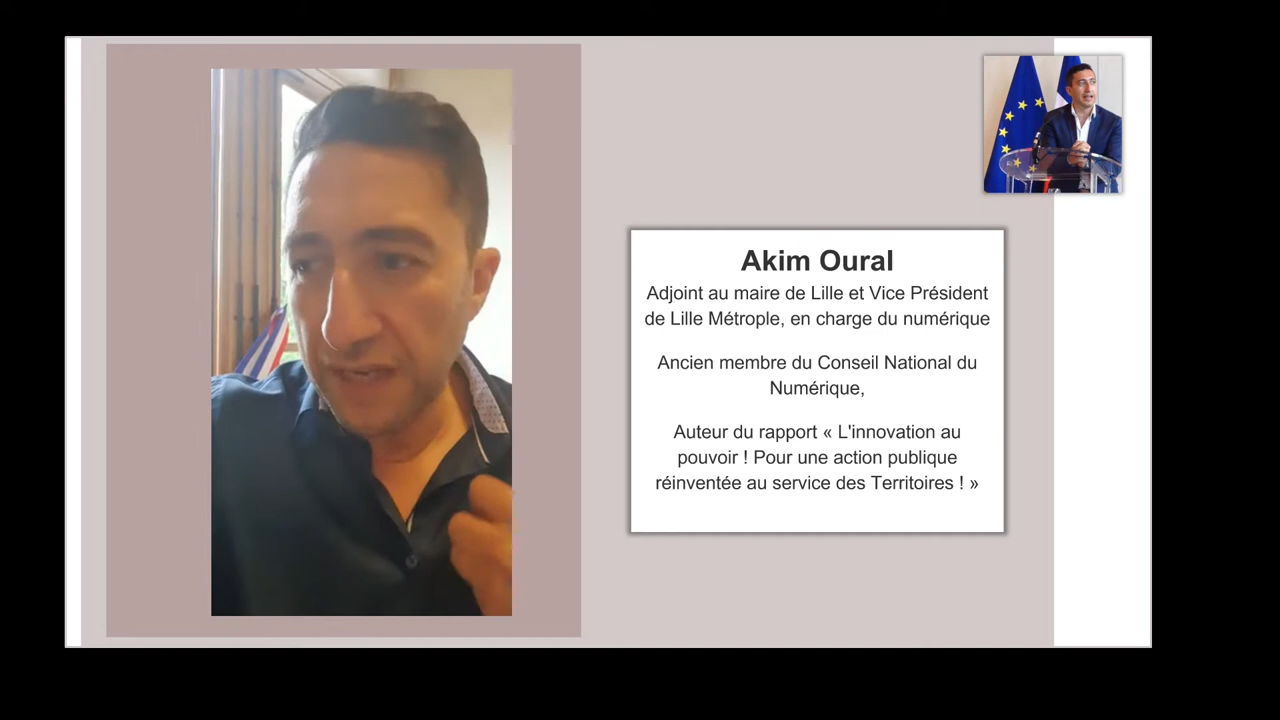 Akim Oural
Adjoint au maire de Lille et Vice Président
de Lille Métrople, en charge du numérique
Ancien membre du Conseil National du
Numérique,
Auteur du rapport « L'innovation au
pouvoir ! Pour une action publique
réinventée au service des Territoires ! »